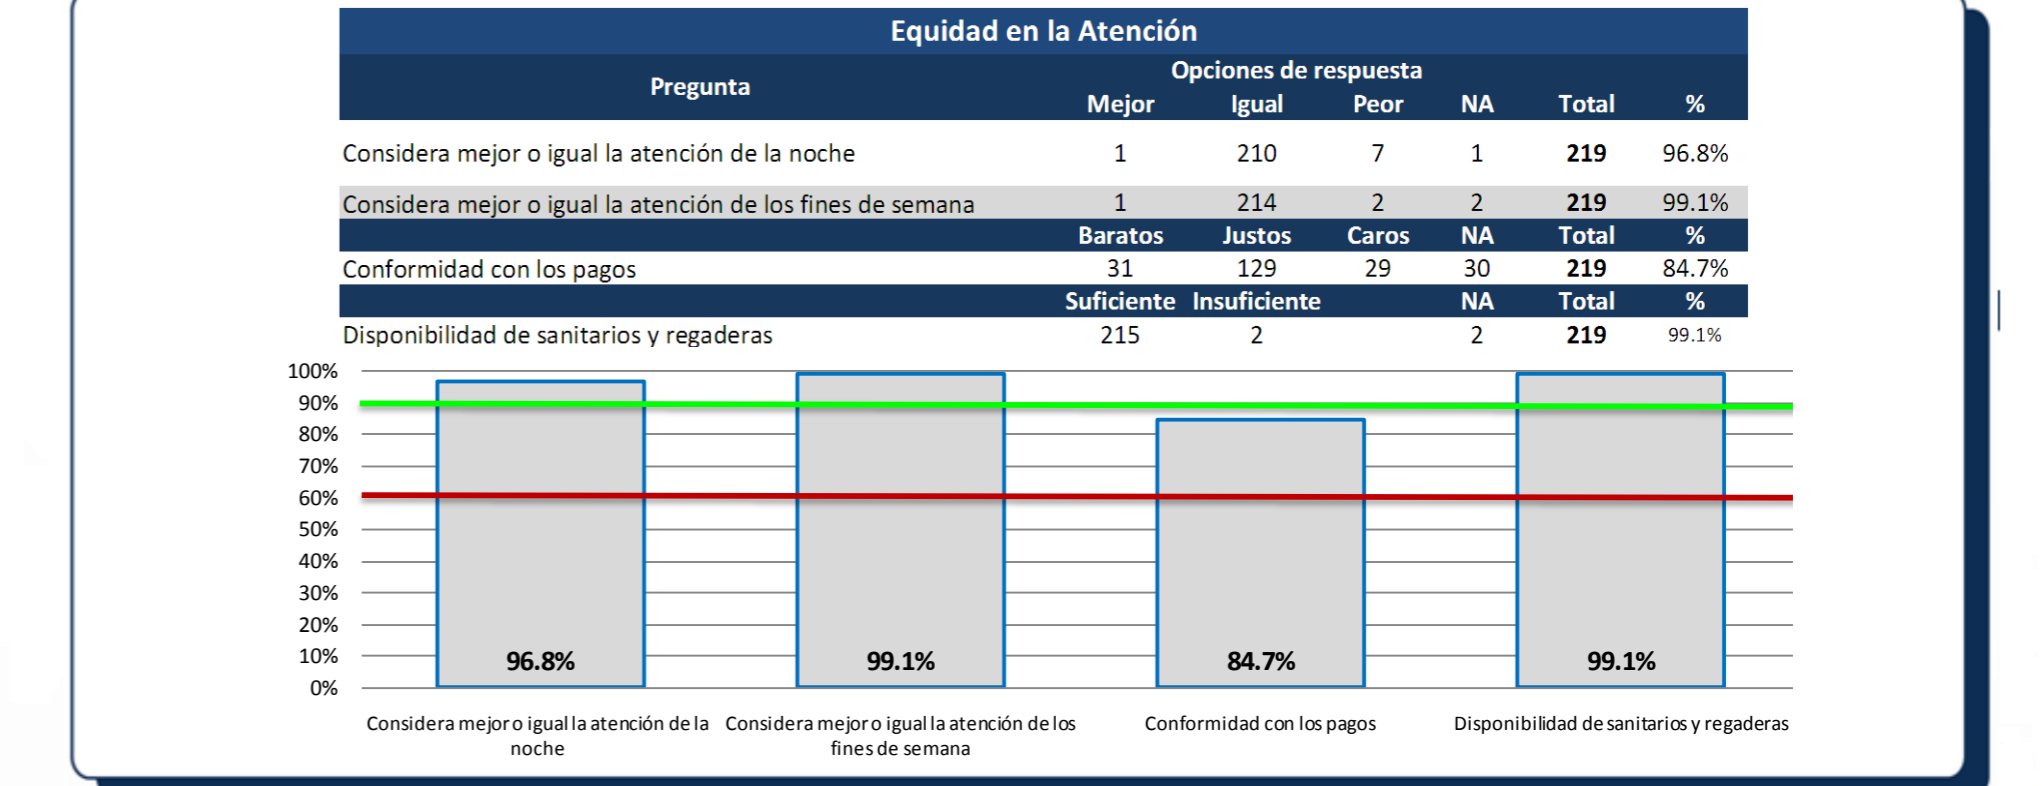 Equidad en la Atención
Pregunta
Opciones de respuesta
Mejor Igual Peor NA Total %
Considera mejor o igual la atención de la noche 1 210 7 1 219 96.8%
Considera mejor o igual la atención de los fines de semana 1 214 2 2 219 99.1%
Baratos Justos Caros NA Total %
Conformidad con los pagos 31 129 29 30 219 84.7%
Suficiente Insuficiente NA Total %
Disponibilidad de sanitarios y regaderas 215 2 2 219 99.1%
100%
90%
80%
70%
60%
50%
40%
30%
20%
10%
0%
96.8% 99.1% 84.7% 99.1%
Considera mejor o igual la atención de la noche
Considera mejor o igual la atención de los fines de semana
Conformidad con los pagos
Disponibilidad de sanitarios y regaderas